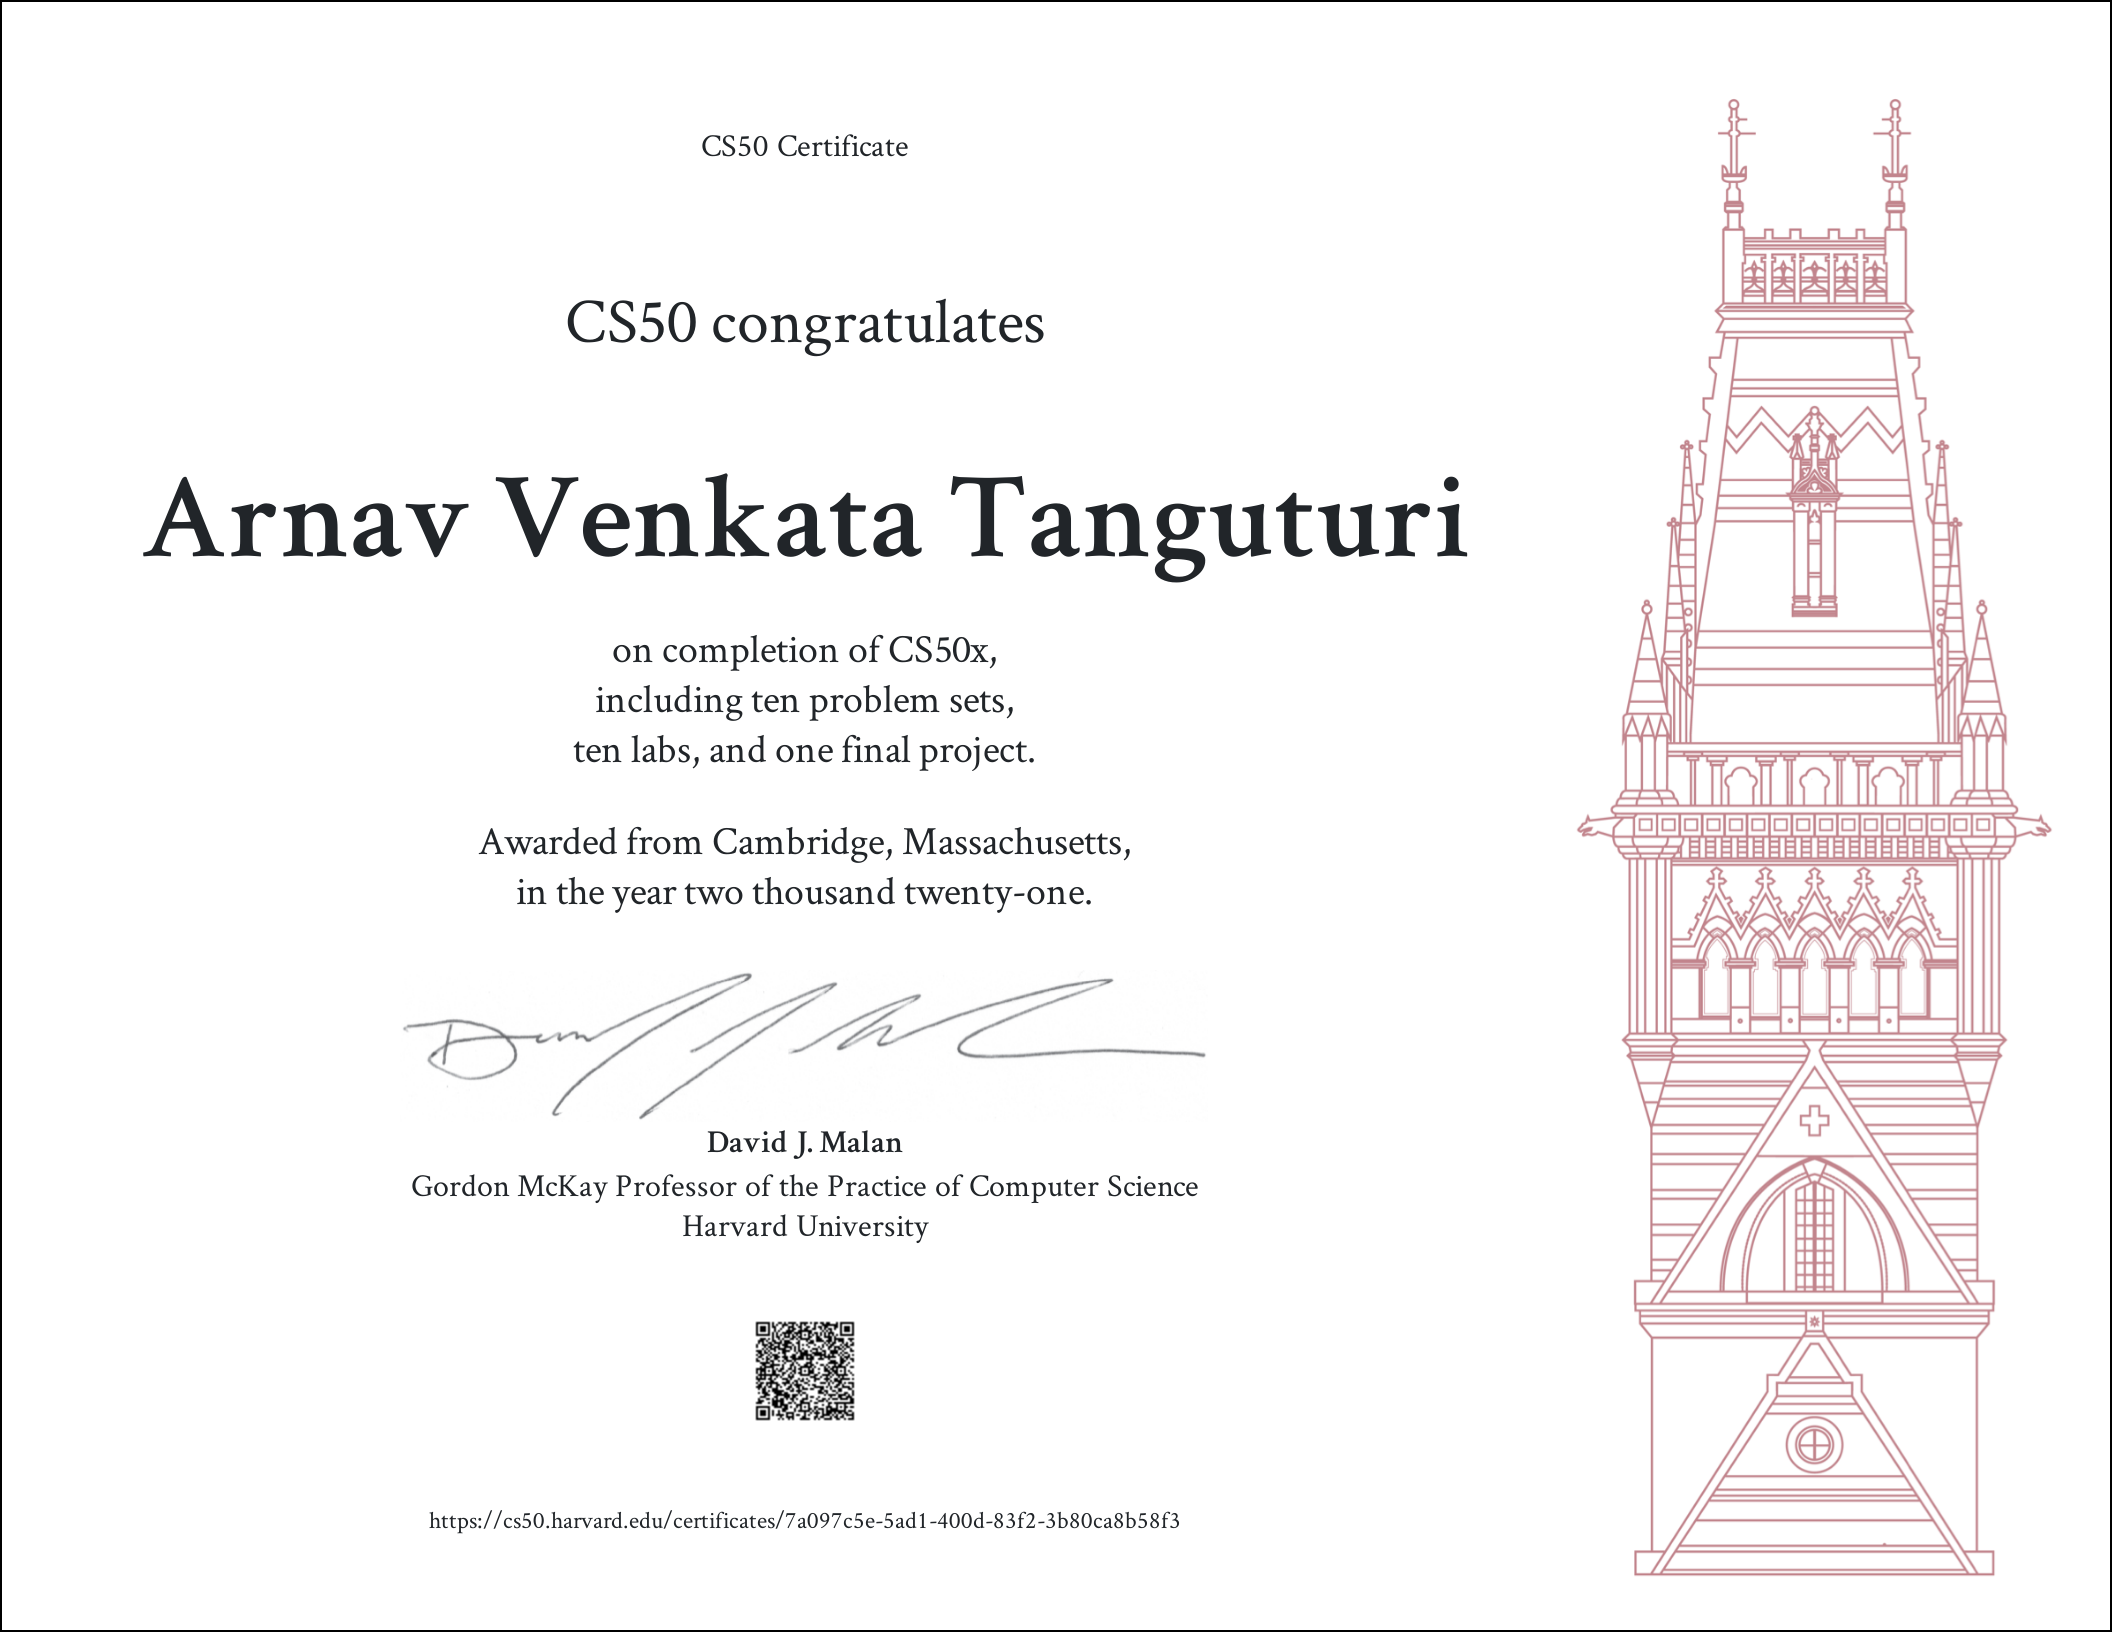 CS50 Certificate
CS50 congratulates
Arnav Venkata Tanguturi
on completion of CS50x,
including ten problem sets,
ten labs, and one final project.
Awarded from Cambridge, Massachusetts,
in the year two thousand twenty-one.
David J. Malan
Gordon McKay Professor of the Practice of Computer Science
Harvard University
https://cs50.harvard.edu/certificates/7a097c5e-5ad1-400d-83f2-3b80ca8b58f3